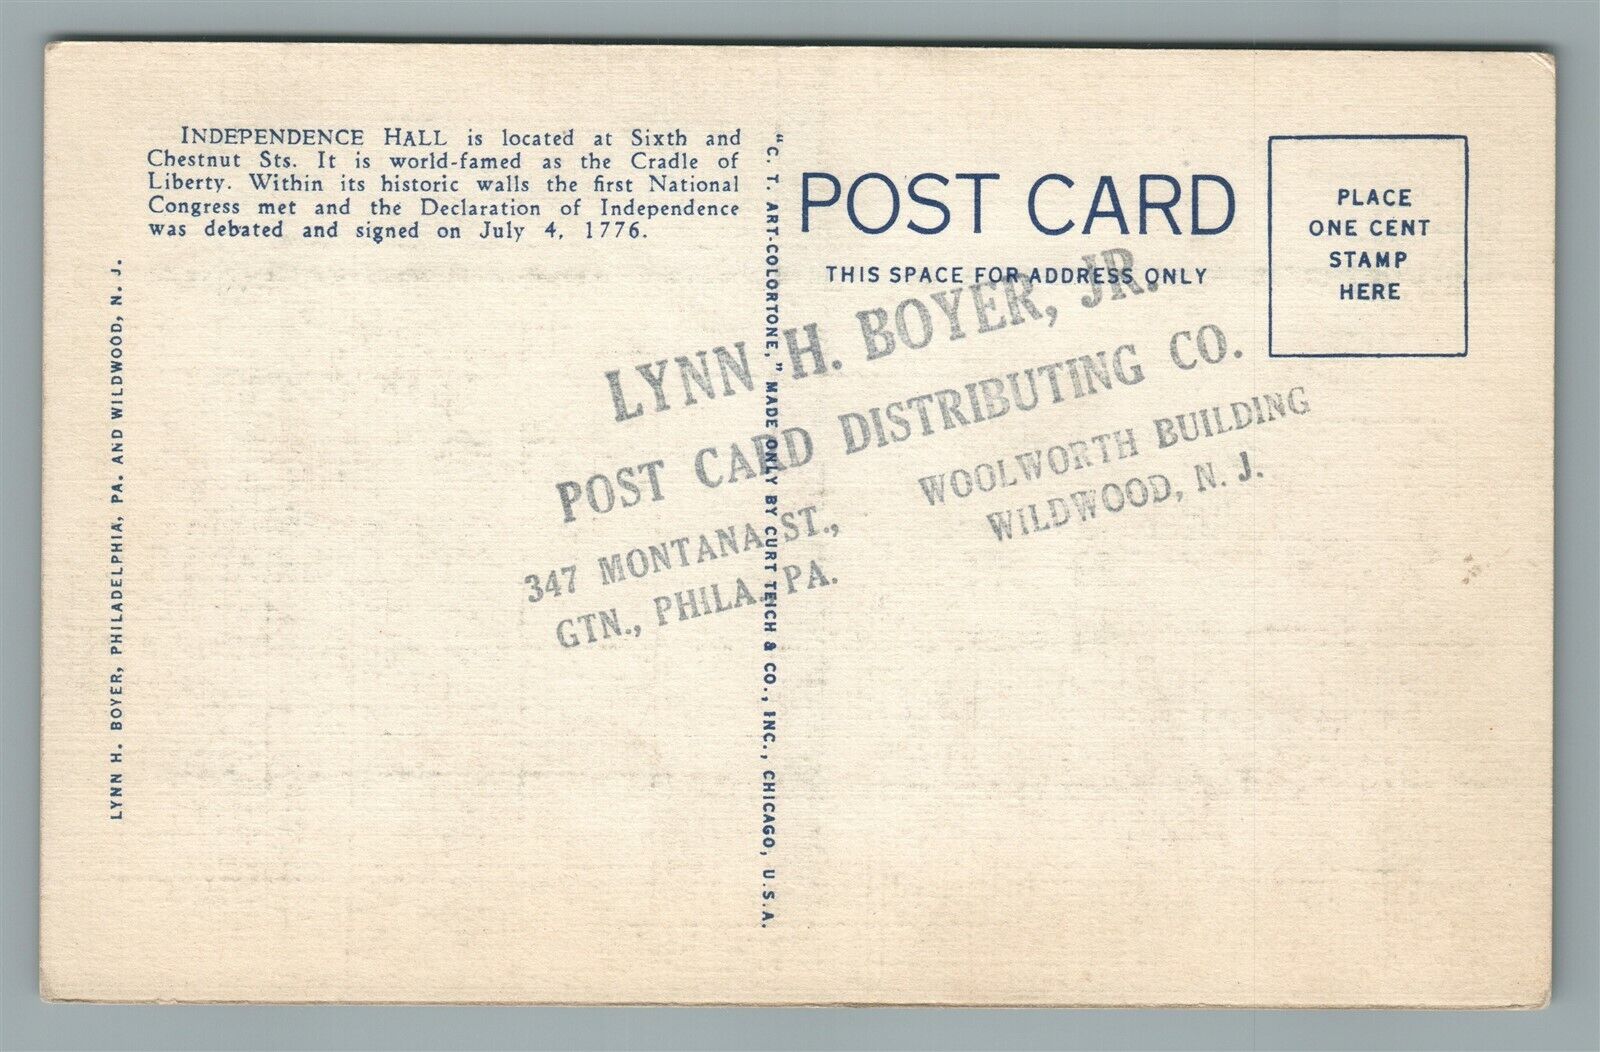 INDEPENDENCE HALL is located at Sixth and
Chestnut Sts. It is world-famed as the Cradle of
Liberty. Within its historic walls the first National
Congress met and the Declaration of Independence
was debated and signed on July 4, 1776.
LYNN H. BOYER, PHILADELPHIA, PA. AND WILDWOOD, N. J.
"C. T. ART-COLORTONE," MADE ONLY BY CURT TEICH & CO., INC., CHICAGO, U.S.A.
POST CARD
THIS SPACE FOR ADDRESS ONLY
PLACE
ONE CENT
STAMP
HERE
LYNN H. BOYER, JR.
POST CARD DISTRIBUTING CO.
347 MONTANA ST.,
GTN., PHILA., PA.
WOOLWORTH BUILDING
WILDWOOD, N. J.